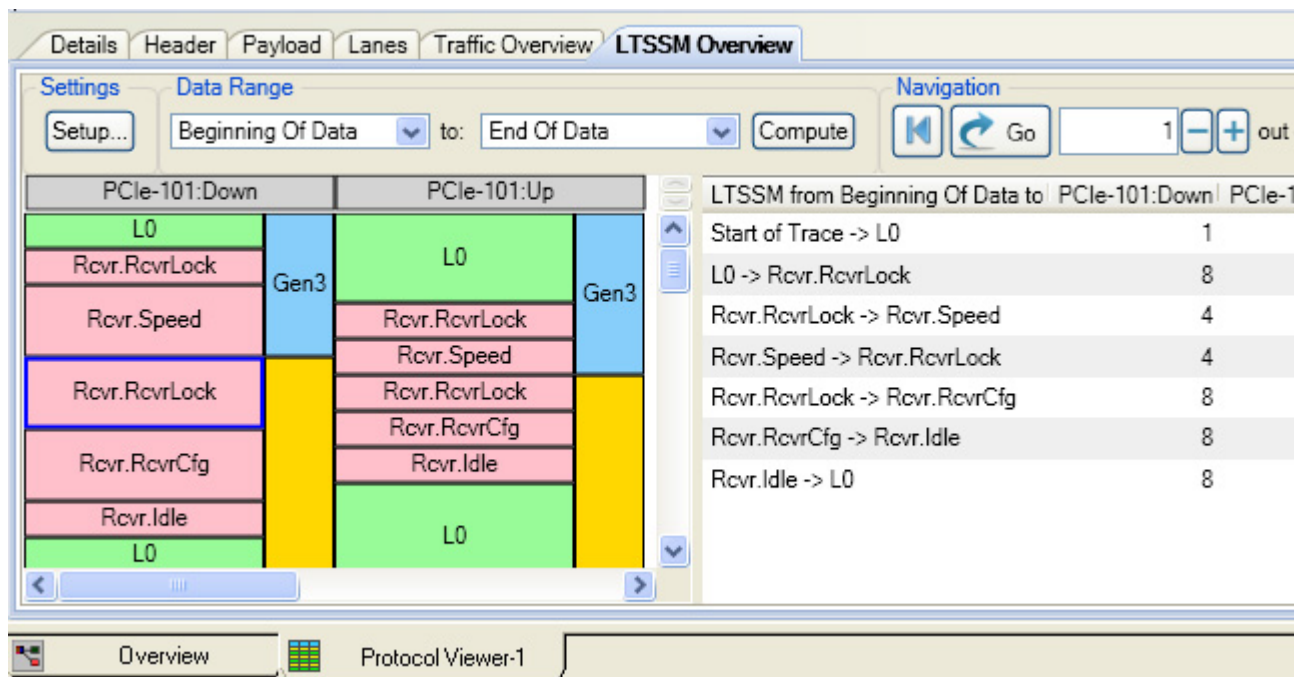 Details Header Payload Lanes Traffic Overview LTSSM Overview
Settings Data Range Navigation
Setup... Beginning Of Data to: End Of Data Compute Go 1 out
PCIe-101:Down PCIe-101:Up
L0
Rcvr.RcvrLock
Rcvr.Speed
Rcvr.RcvrLock
Rcvr.RcvrCfg
Rcvr.Idle
L0
Gen3
L0
Rcvr.RcvrLock
Rcvr.Speed
Rcvr.RcvrLock
Rcvr.RcvrCfg
Rcvr.Idle
L0
Gen3
LTSSM from Beginning Of Data to PCIe-101:Down PCIe-1
Start of Trace -> L0 1
L0 -> Rcvr.RcvrLock 8
Rcvr.RcvrLock -> Rcvr.Speed 4
Rcvr.Speed -> Rcvr.RcvrLock 4
Rcvr.RcvrLock -> Rcvr.RcvrCfg 8
Rcvr.RcvrCfg -> Rcvr.Idle 8
Rcvr.Idle -> L0 8
Overview Protocol Viewer-1